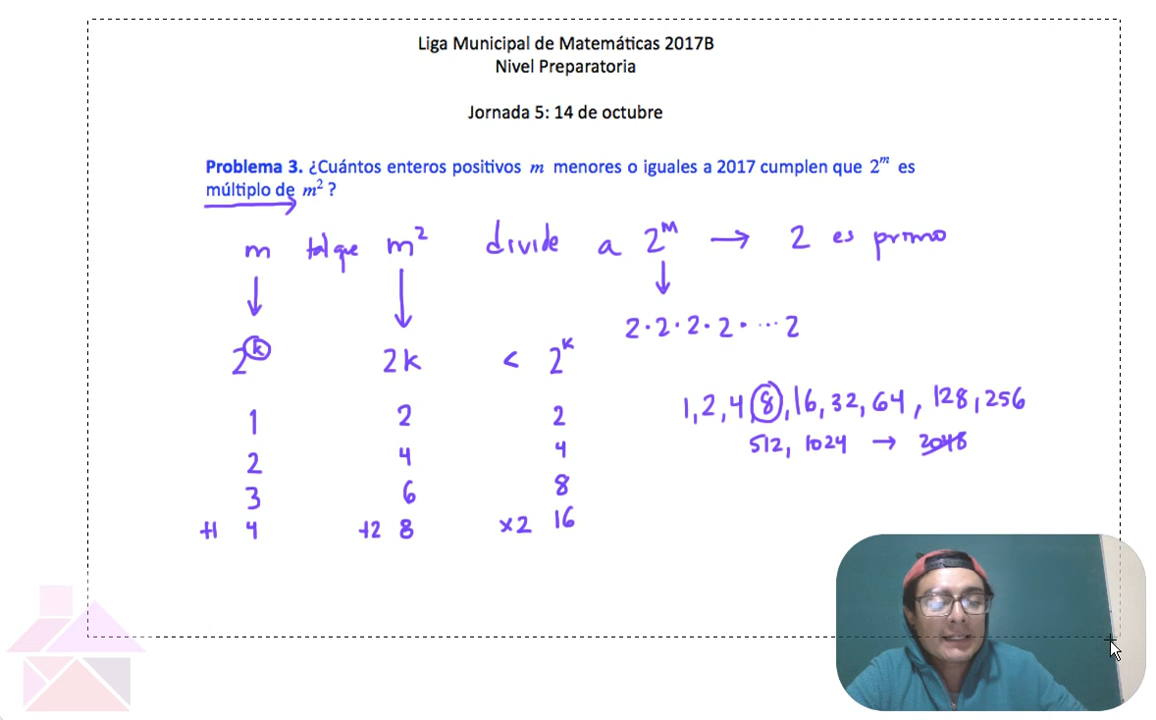 Liga Municipal de Matemáticas 2017B
Nivel Preparatoria
Jornada 5: 14 de octubre
Problema 3. ¿Cuántos enteros positivos m menores o iguales a 2017 cumplen que 2^m es
múltiplo de m² ?
m tal que m² divide a 2^m → 2 es primo
↓ ↓ ↓
2·2·2·2·...2
2^k 2k < 2^k
1, 2, 4 8, 16, 32, 64, 128, 256
1 2 2
512, 1024 → 2048
2 4 4
3 6 8
+1 4 +2 8 ×2 16